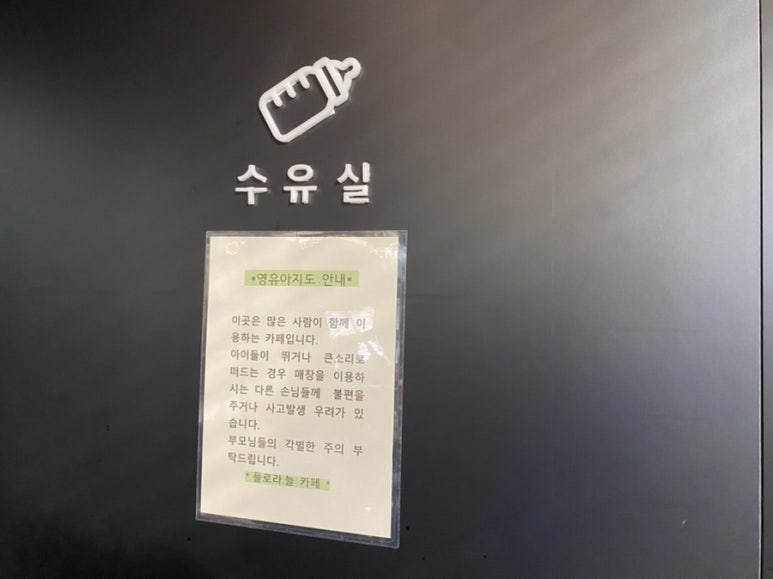 수유실
*영유아지도 안내*
이곳은 많은 사람이 함께 이
용하는 카페입니다.
아이들이 뛰거나 큰소리로
떠드는 경우 매장을 이용하
시는 다른 손님들께 불편을
주거나 사고발생 우려가 있
습니다.
부모님들의 각별한 주의 부
탁드립니다.
* 플로라.늘 카페 *